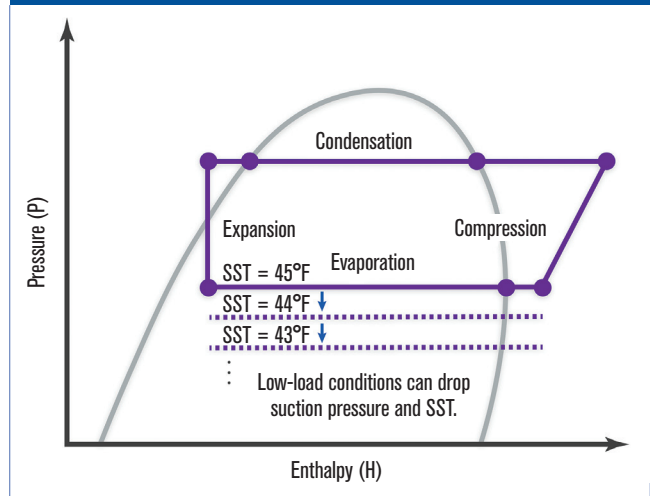 Pressure (P)
Condensation
Expansion
Compression
SST = 45°F
Evaporation
SST = 44°F
SST = 43°F
Low-load conditions can drop
suction pressure and SST.
Enthalpy (H)